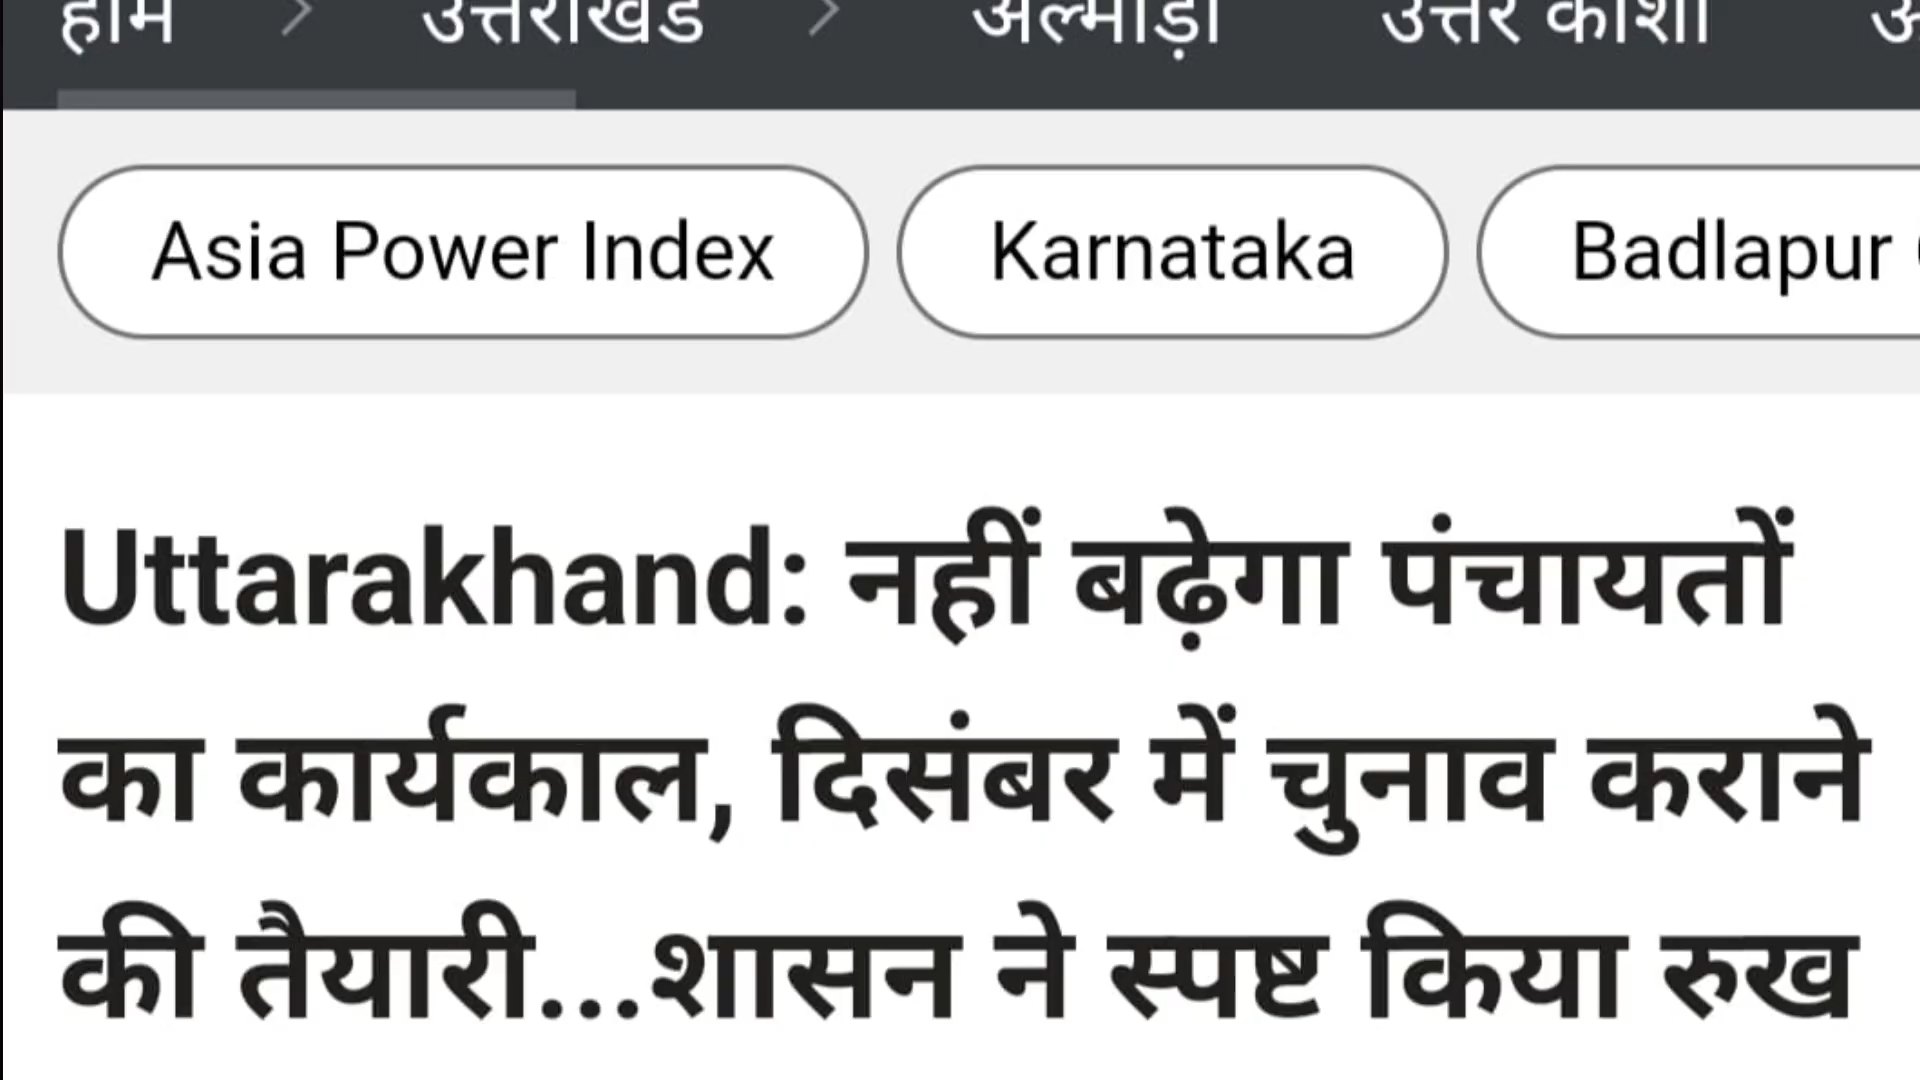 होम > उत्तराखंड > अल्मोड़ा उत्तर काशी
Asia Power Index Karnataka Badlapur
Uttarakhand: नहीं बढ़ेगा पंचायतों
का कार्यकाल, दिसंबर में चुनाव कराने
की तैयारी...शासन ने स्पष्ट किया रुख